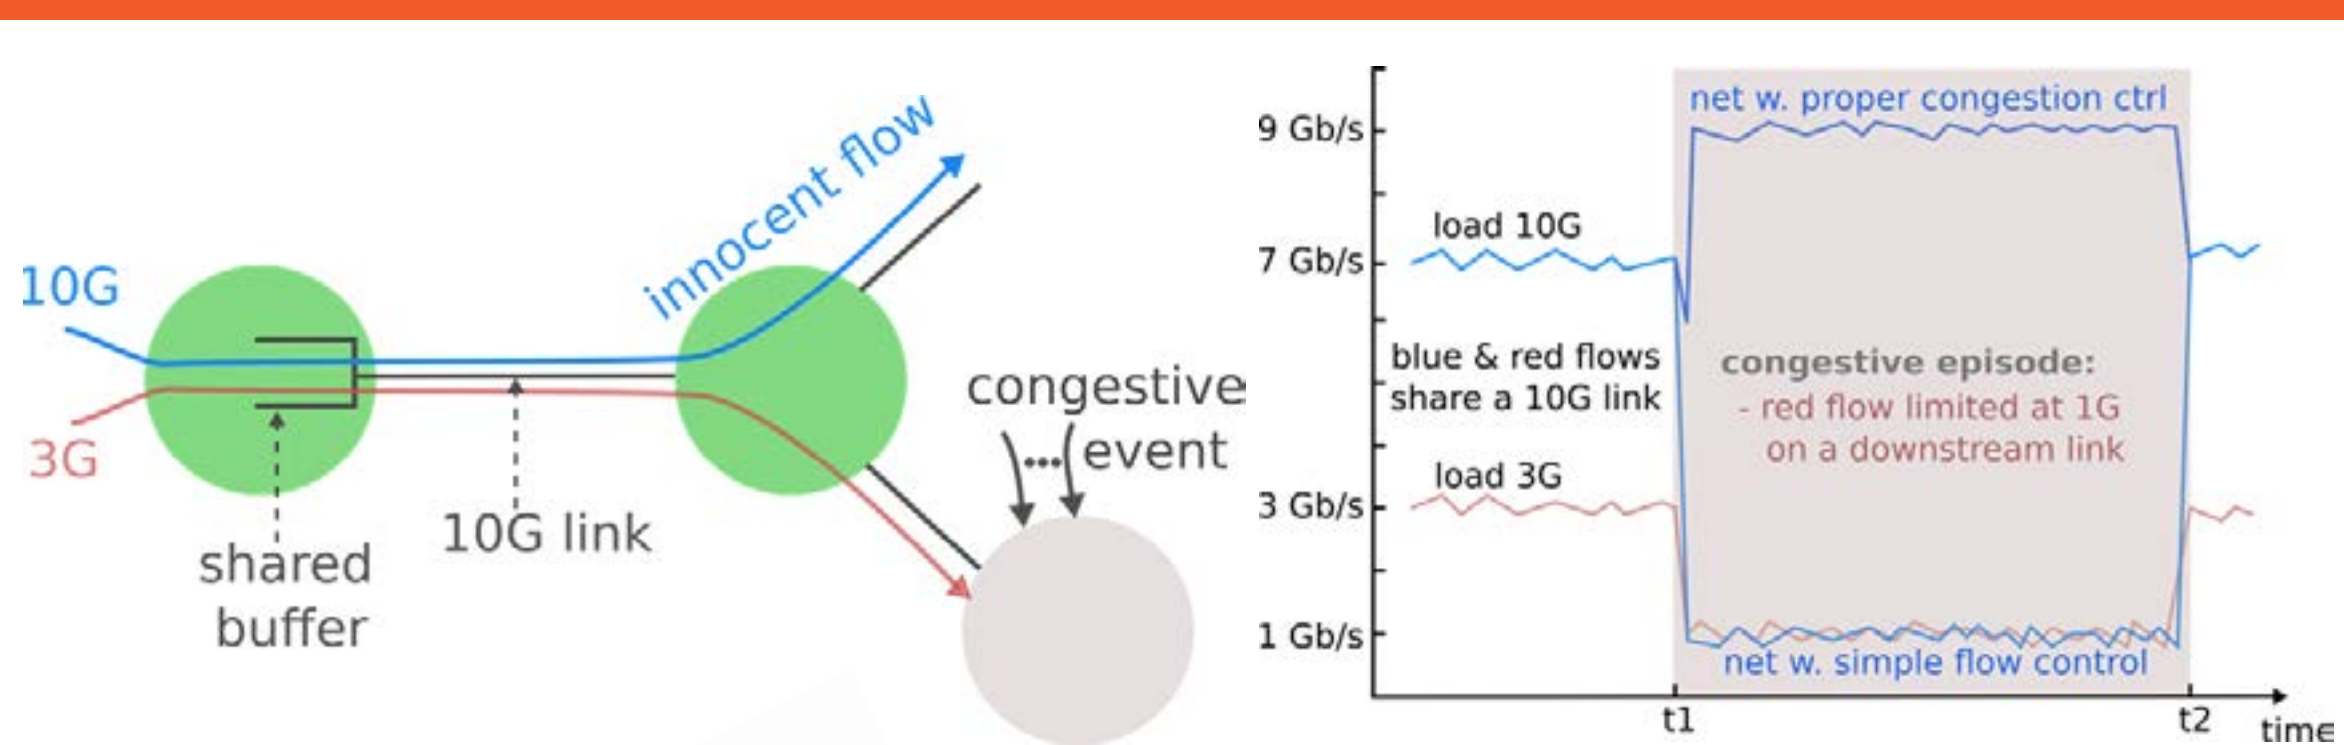 10G
3G
shared
buffer
10G link
innocent flow
congestive
...
event
9 Gb/s
7 Gb/s
3 Gb/s
1 Gb/s
net w. proper congestion ctrl
load 10G
blue & red flows
share a 10G link
congestive episode:
- red flow limited at 1G
on a downstream link
load 3G
net w. simple flow control
t1
t2
time